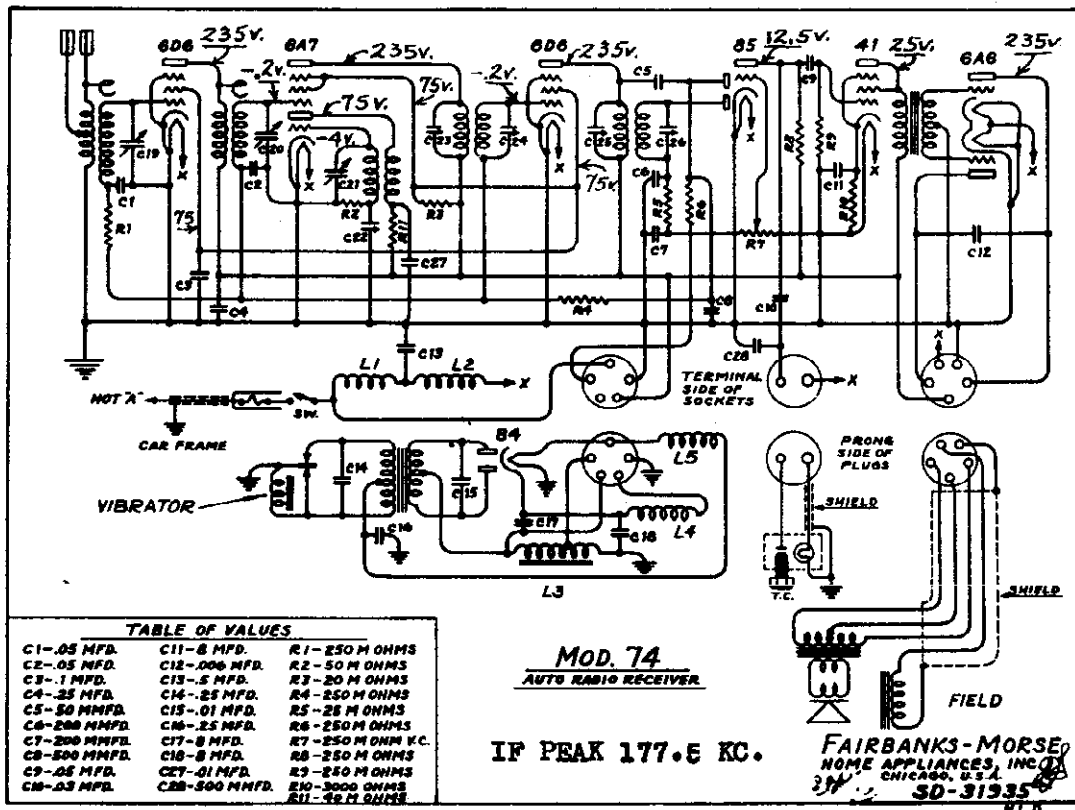 6D6 235v. 6A7 235v. 6D6 235v. C5 85 12.5v. C9 41 25v. 6A6 235v.
-.2v. 75v. -.2v.
75v. C23 C24 C25 C26
C19 X C20 -4v. X R8 R9 X
C2 C21 75v. C6 X C11
C1 X R2 R3 R5 R6 R10
R1 75 C22 R11 C7 R7 C12
C27
C3
C4 R4 C8 C10
C13 C28 X
L1 L2 X TERMINAL SIDE OF SOCKETS X
HOT "A" SW.
CAR FRAME 84 L5 PRONG SIDE OF PLUGS
C14 C15
VIBRATOR C17 L4 SHIELD
C16 C18
L3 T.C. SHIELD
TABLE OF VALUES
C1-.05 MFD. C11-8 MFD. R1-250 M OHMS
C2-.05 MFD. C12-.006 MFD. R2-50 M OHMS
C3-.1 MFD. C13-.5 MFD. R3-20 M OHMS
C4-.25 MFD. C14-.25 MFD. R4-250 M OHMS
C5-50 MMFD. C15-.01 MFD. R5-25 M OHMS
C6-200 MMFD. C16-.25 MFD. R6-250 M OHMS
C7-200 MMFD. C17-8 MFD. R7-250 M OHM V.C.
C8-500 MMFD. C18-8 MFD. R8-250 M OHMS
C9-.05 MFD. C27-.01 MFD. R9-250 M OHMS
C10-.03 MFD. C28-500 MMFD. R10-3000 OHMS
R11-40 M OHMS
MOD. 74
AUTO RADIO RECEIVER
FIELD
IF PEAK 177.5 KC.
FAIRBANKS-MORSE
HOME APPLIANCES, INC.
CHICAGO, U.S.A.
SD-31935